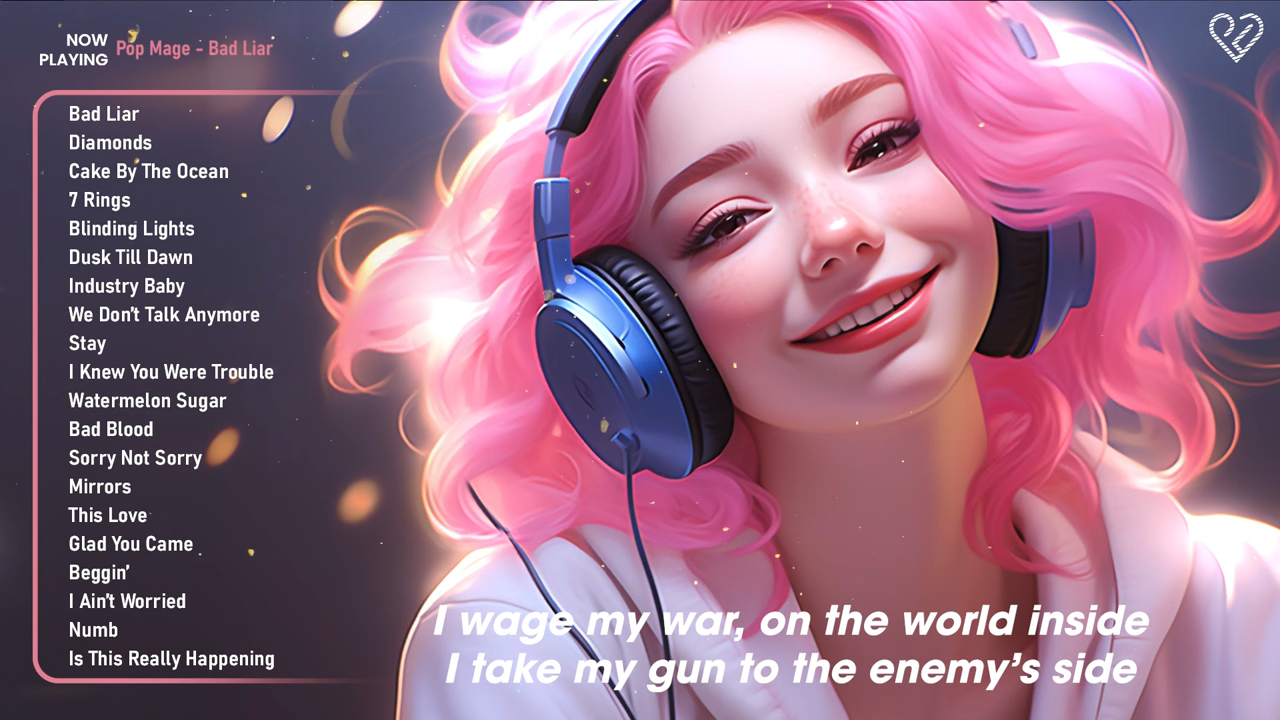 NOW
PLAYING
Pop Mage - Bad Liar
Bad Liar
Diamonds
Cake By The Ocean
7 Rings
Blinding Lights
Dusk Till Dawn
Industry Baby
We Don't Talk Anymore
Stay
I Knew You Were Trouble
Watermelon Sugar
Bad Blood
Sorry Not Sorry
Mirrors
This Love
Glad You Came
Beggin'
I Ain't Worried
Numb
Is This Really Happening
I wage my war, on the world inside
I take my gun to the enemy's side